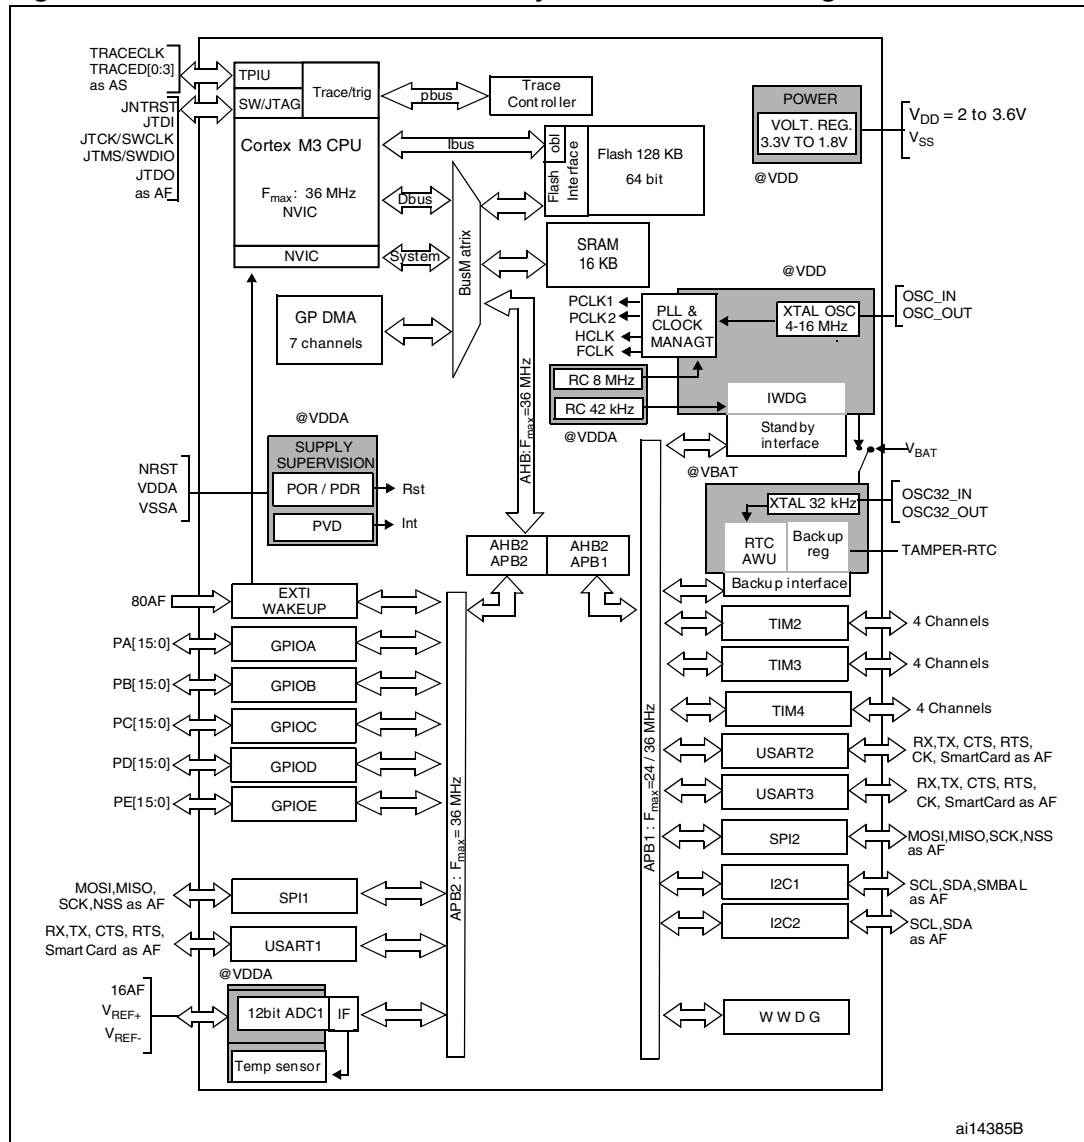 TRACECLK
TRACED[0:3]
as AS
TPIU
SW/JTAG
Trace/trig
pbus
Trace
Controller
JNTRST
JTDI
JTCK/SWCLK
JTMS/SWDIO
JTDO
as AF
Cortex M3 CPU
Fmax: 36 MHz
NVIC
NVIC
Ibus
Dbus
System
BusMatrix
Flash
obl
Interface
Flash 128 KB
64 bit
SRAM
16 KB
POWER
VOLT. REG.
3.3V TO 1.8V
@VDD
VDD = 2 to 3.6V
VSS
GP DMA
7 channels
AHB: Fmax=36 MHz
@VDD
PCLK1
PCLK2
HCLK
FCLK
PLL &
CLOCK
MANAGT
XTAL OSC
4-16 MHz
OSC_IN
OSC_OUT
RC 8 MHz
RC 42 kHz
@VDDA
IWDG
Standby
interface
VBAT
@VBAT
@VDDA
SUPPLY
SUPERVISION
POR / PDR
Rst
PVD
Int
NRST
VDDA
VSSA
XTAL 32 kHz
OSC32_IN
OSC32_OUT
RTC
AWU
Backup
reg
TAMPER-RTC
Backup interface
AHB2
APB2
AHB2
APB1
80AF
EXTI
WAKEUP
PA[15:0]
GPIOA
PB[15:0]
GPIOB
PC[15:0]
GPIOC
PD[15:0]
GPIOD
PE[15:0]
GPIOE
MOSI,MISO,
SCK,NSS as AF
SPI1
RX,TX, CTS, RTS,
Smart Card as AF
USART1
@VDDA
16AF
VREF+
VREF-
12bit ADC1
IF
Temp sensor
APB2 : Fmax= 36 MHz
APB1 : Fmax=24 / 36 MHz
TIM2
4 Channels
TIM3
4 Channels
TIM4
4 Channels
USART2
RX,TX, CTS, RTS,
CK, SmartCard as AF
USART3
RX,TX, CTS, RTS,
CK, SmartCard as AF
SPI2
MOSI,MISO,SCK,NSS
as AF
I2C1
SCL,SDA,SMBAL
as AF
I2C2
SCL,SDA
as AF
WWDG
ai14385B